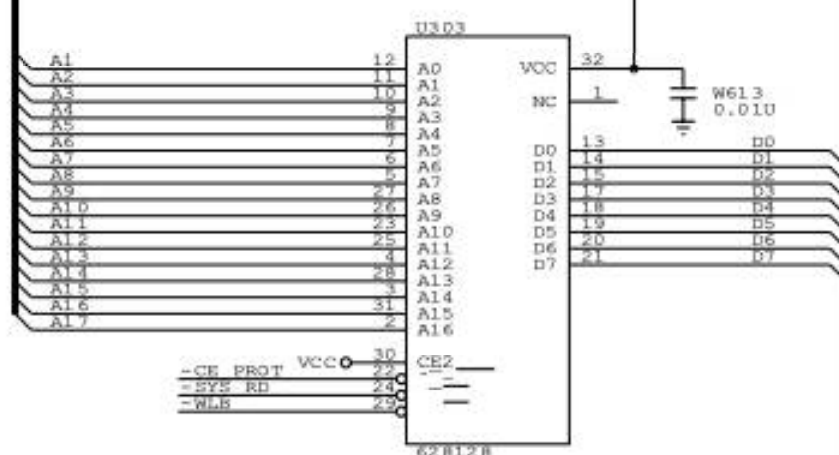 U303
A1 12 A0 VCC 32
A2 11 A1
A3 10 A2 NC 1 W613
A4 9 A3 0.01U
A5 8 A4
A6 7 A5 D0 13 D0
A7 6 A6 D1 14 D1
A8 5 A7 D2 15 D2
A9 27 A8 D3 17 D3
A10 26 A9 D4 18 D4
A11 23 A10 D5 19 D5
A12 25 A11 D6 20 D6
A13 4 A12 D7 21 D7
A14 28 A13
A15 3 A14
A16 31 A15
A17 2 A16
VCC 30 CE2
-CE PROT 22
-SYS RD 24
-WLB 29
628128